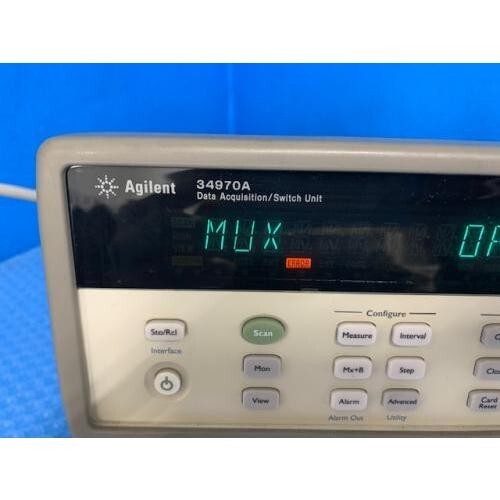 Agilent 34970A
Data Acquisition/Switch Unit
MUX
ERROR
Configure
Sto/Rcl Scan Measure Interval
Interface
Mon Mx+B Step
View Alarm Advanced Card
Reset
Alarm Out Utility